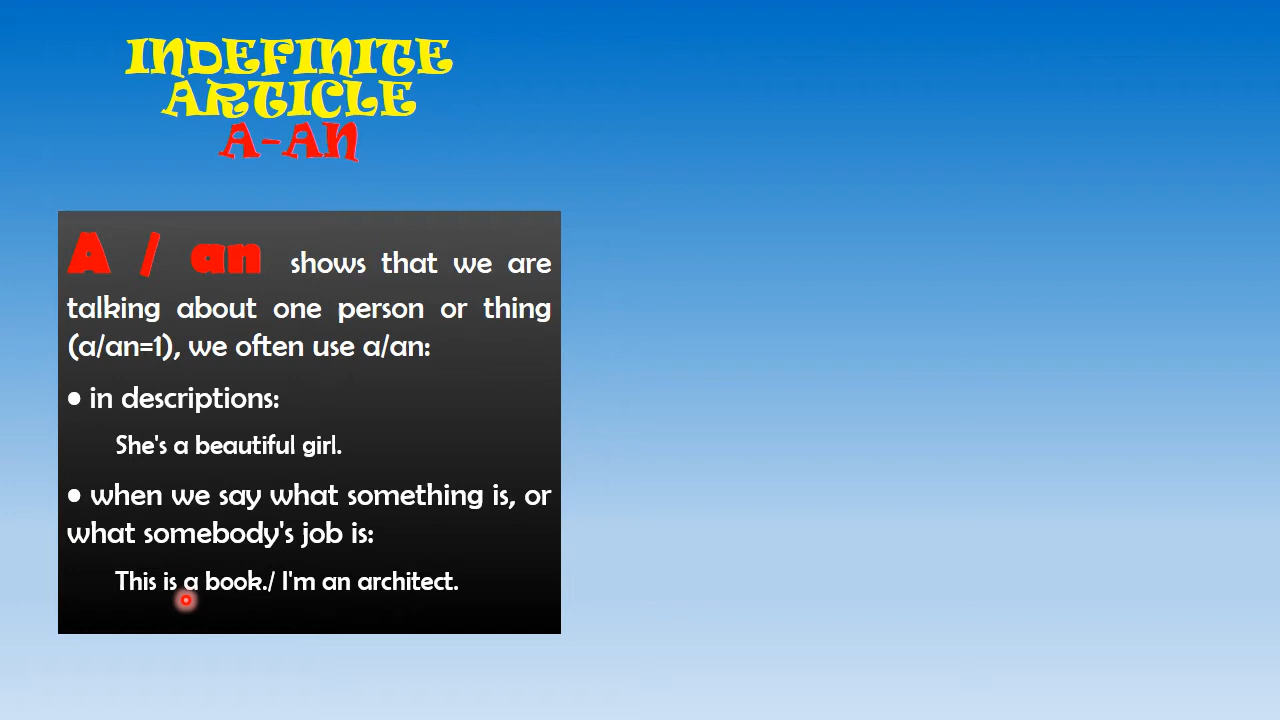 INDEFINITE
ARTICLE
A-AN
A / an shows that we are
talking about one person or thing
(a/an=1), we often use a/an:
• in descriptions:
She's a beautiful girl.
• when we say what something is, or
what somebody's job is:
This is a book./ I'm an architect.